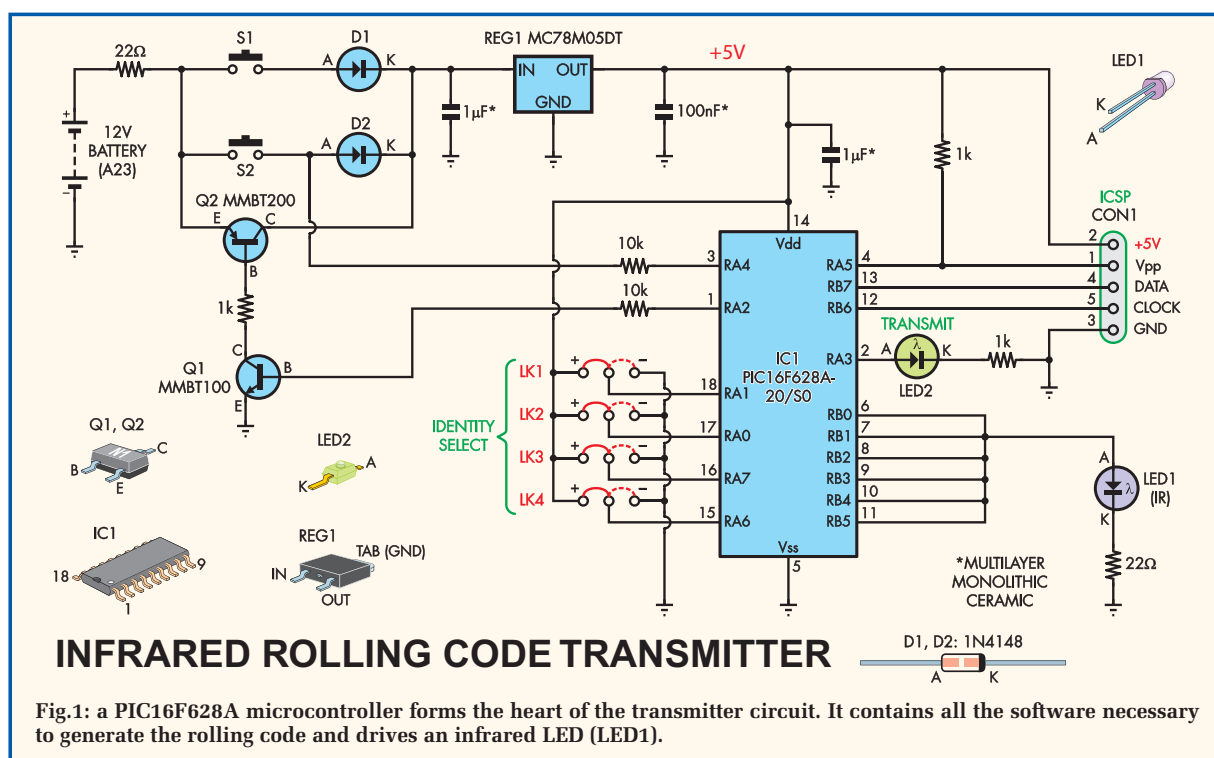 S1
D1
REG1 MC78M05DT
22Ω
A
K
IN
OUT
GND
+5V
LED1
K
A
+
12V
BATTERY
(A23)
−
1µF*
100nF*
D2
A
K
S2
1µF*
1k
Q2 MMBT200
E
C
B
1k
ICSP
CON1
2
+5V
1
Vpp
4
DATA
5
CLOCK
3
GND
14
Vdd
10k
3
RA4
RA5
4
RB7
13
RB6
12
10k
1
RA2
TRANSMIT
C
Q1
MMBT100
B
E
RA3
2
A
λ
K
1k
LED2
IC1
PIC16F628A-
20/S0
IDENTITY
SELECT
LK1
+
−
18
RA1
LK2
+
−
17
RA0
LK3
+
−
16
RA7
LK4
+
−
15
RA6
RB0
6
RB1
7
RB2
8
RB3
9
RB4
10
RB5
11
A
λ
K
LED1
(IR)
22Ω
Vss
5
Q1, Q2
C
B
E
LED2
A
K
IC1
18
9
1
REG1
TAB (GND)
IN
OUT
*MULTILAYER
MONOLITHIC
CERAMIC
INFRARED ROLLING CODE TRANSMITTER
D1, D2: 1N4148
A
K
Fig.1: a PIC16F628A microcontroller forms the heart of the transmitter circuit. It contains all the software necessary
to generate the rolling code and drives an infrared LED (LED1).